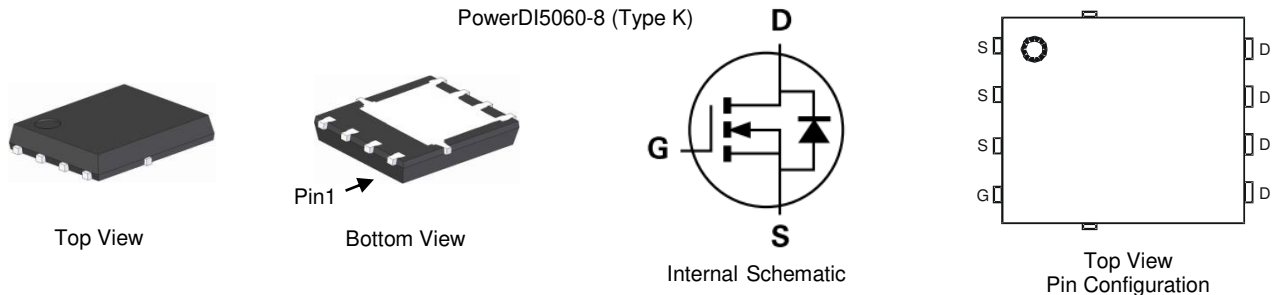 PowerDI5060-8 (Type K)
Top View
Pin1
Bottom View
D
G
S
Internal Schematic
S D
S D
S D
G D
Top View
Pin Configuration